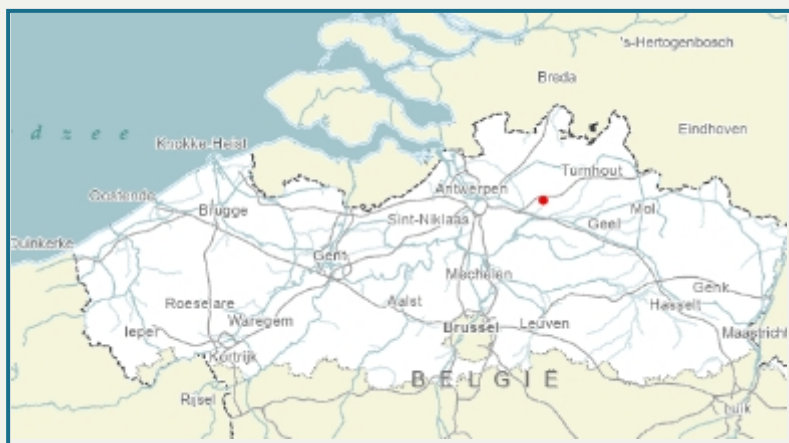 's-Hertogenbosch
Breda
dzee
Eindhoven
Knokke-Heist
Turnhout
Antwerpen
Oostende
Brugge
Sint-Niklaas
Mol
Geel
Duinkerke
Gent
Mechelen
Genk
Roeselare
Aalst
Hasselt
Ieper
Waregem
Brussel
Leuven
Maastricht
Kortrijk
BELGIË
Rijsel
Luik